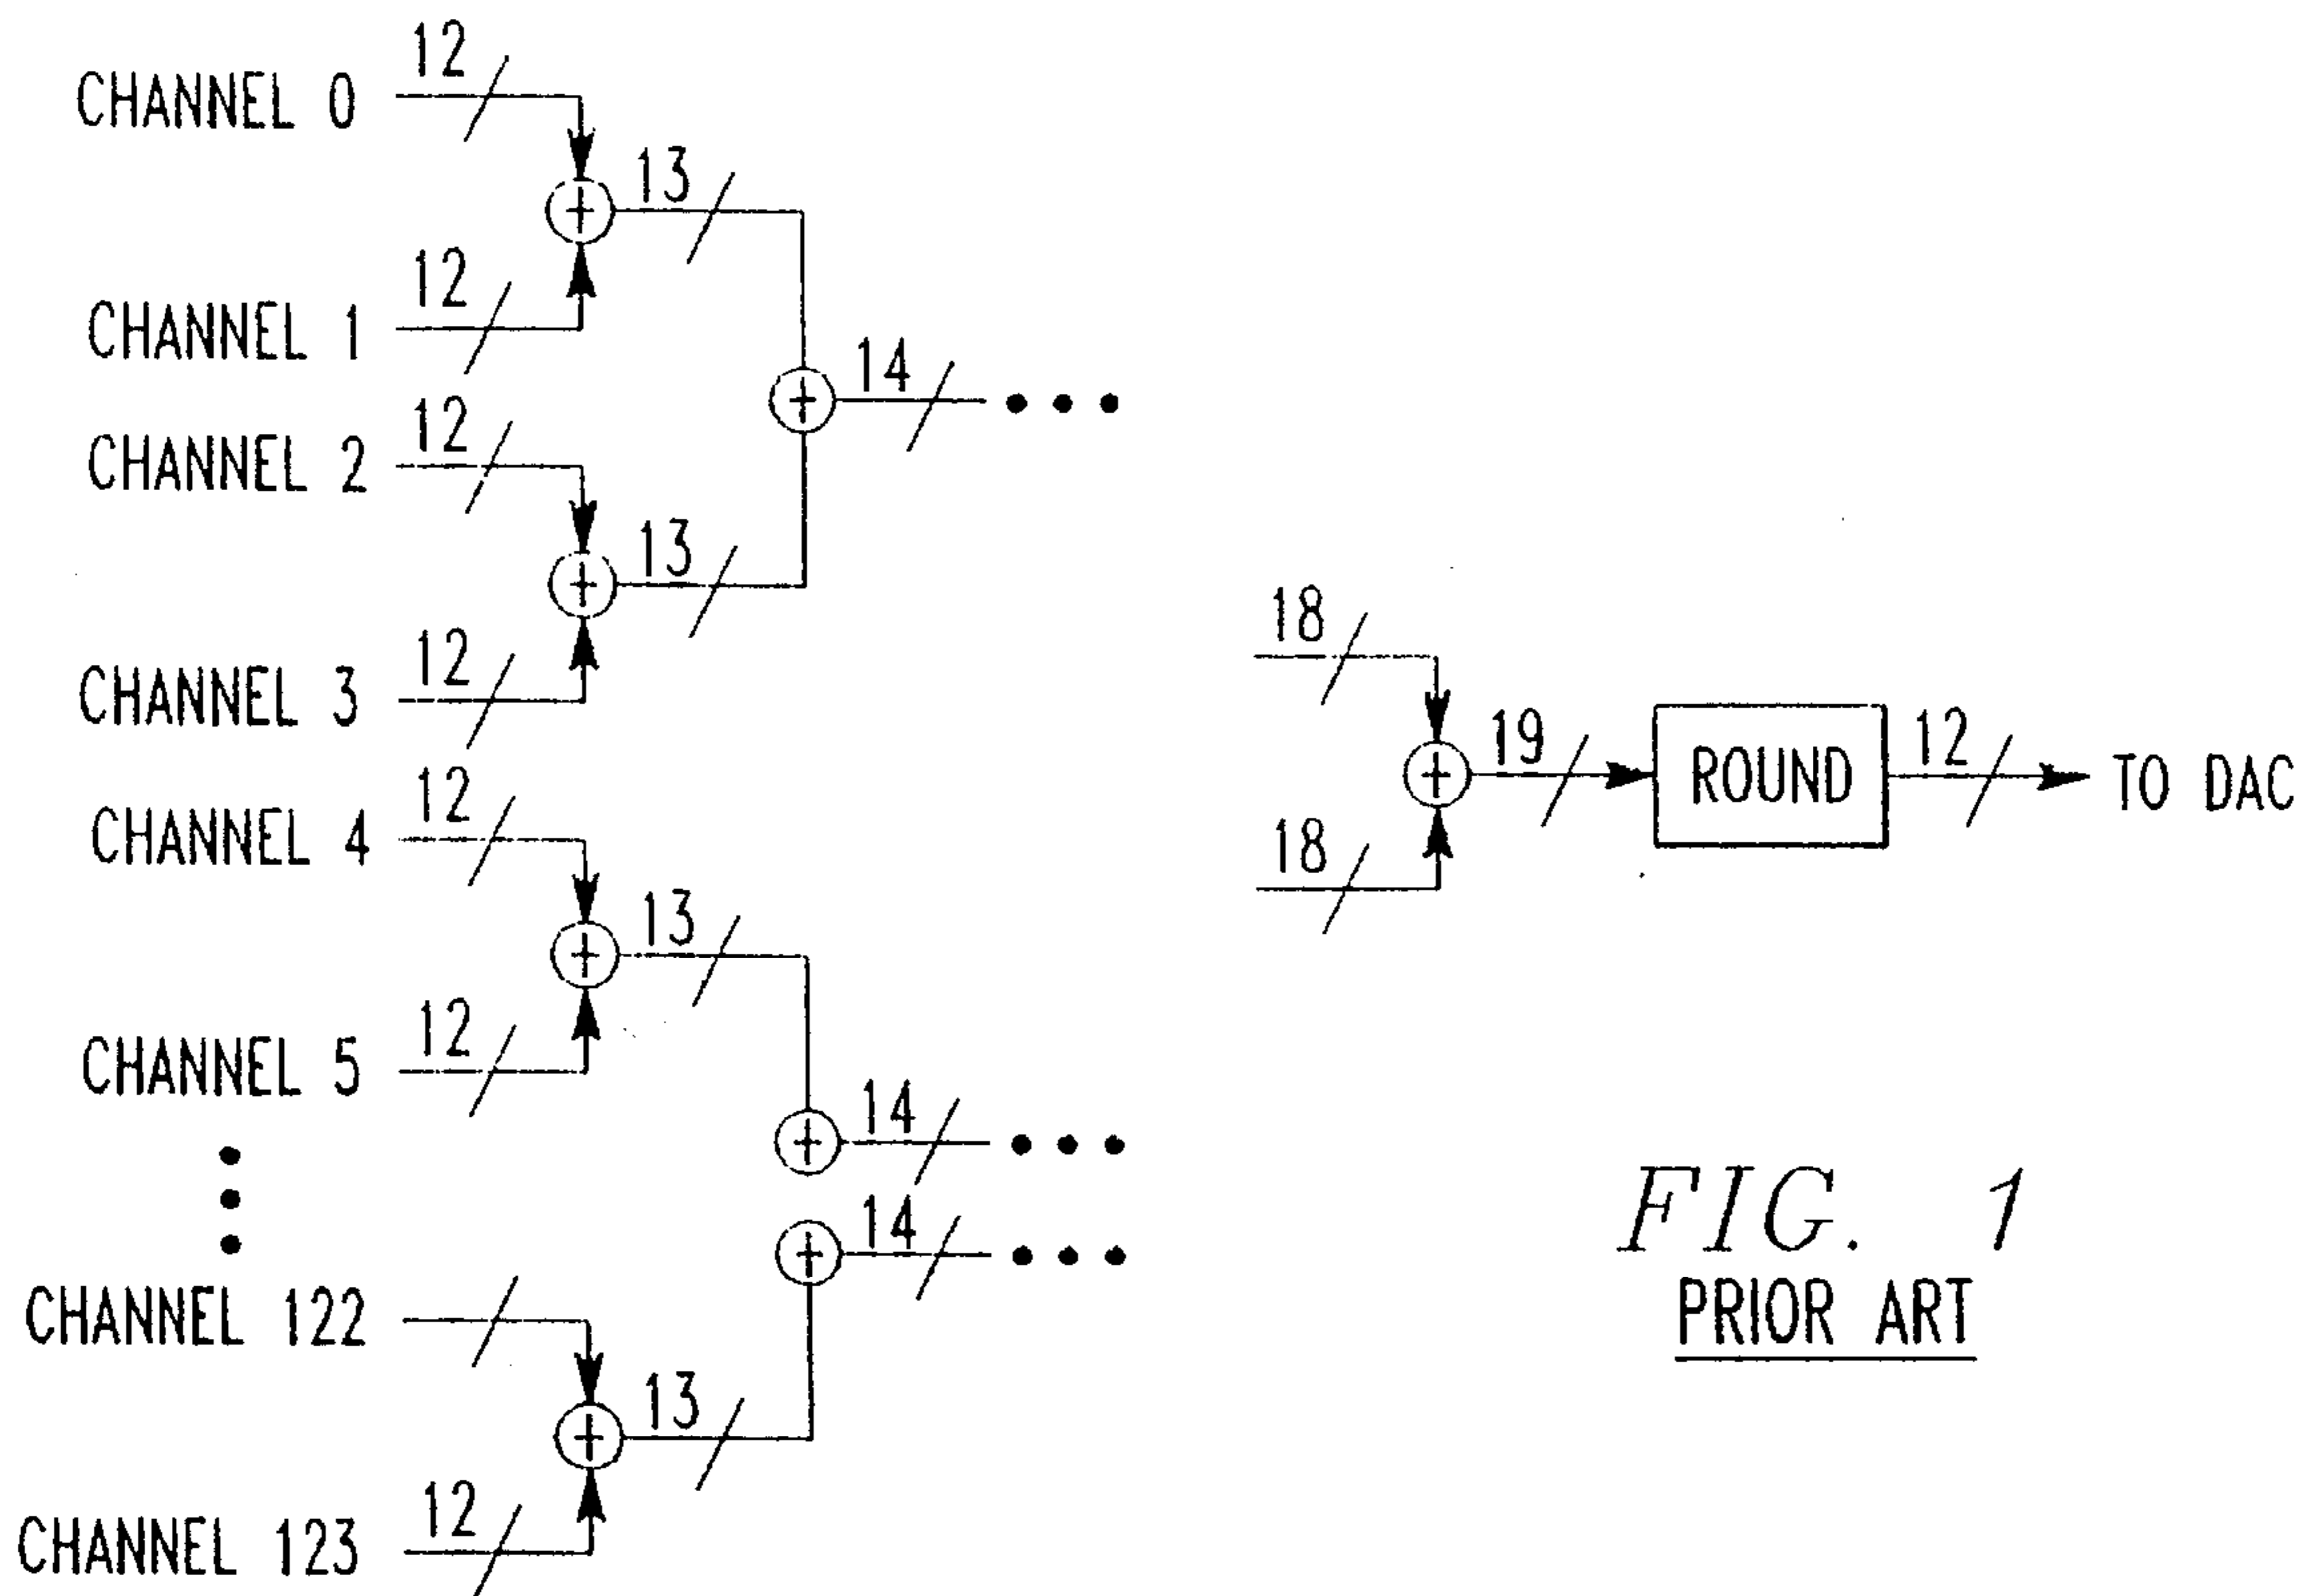 12
CHANNEL 0
13
12
CHANNEL 1
14
12
CHANNEL 2
13
12
CHANNEL 3
12
CHANNEL 4
13
12
CHANNEL 5
14
14
CHANNEL 122
13
12
CHANNEL 123
18
19
ROUND
12
TO DAC
18
FIG. 1
PRIOR ART